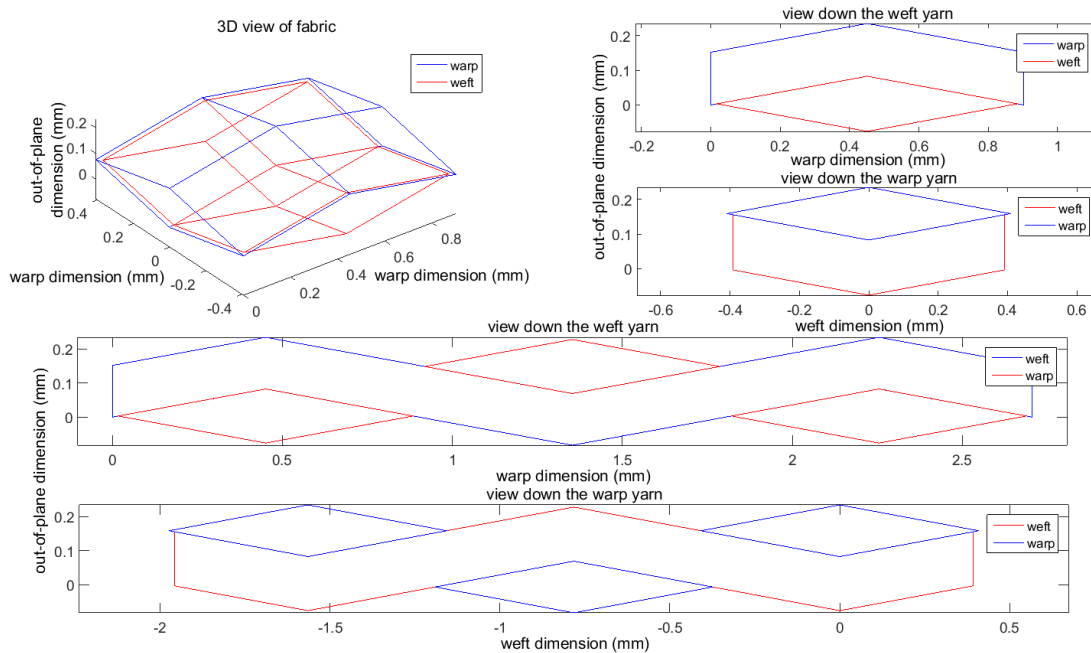 3D view of fabric
warp
weft
out-of-plane
dimension (mm)
0.2
0.1
0
0.4
0.2
0
-0.2
-0.4
warp dimension (mm)
0
0.2
0.4
0.6
0.8
warp dimension (mm)
view down the weft yarn
warp
weft
0.2
0.1
0
-0.2
0
0.2
0.4
0.6
0.8
1
warp dimension (mm)
out-of-plane dimension (mm)
view down the warp yarn
weft
warp
0.2
0.1
0
-0.6
-0.4
-0.2
0
0.2
0.4
0.6
weft dimension (mm)
view down the weft yarn
weft
warp
0.2
0.1
0
0
0.5
1
1.5
2
2.5
warp dimension (mm)
out-of-plane dimension (mm)
view down the warp yarn
weft
warp
0.2
0.1
0
-2
-1.5
-1
-0.5
0
0.5
weft dimension (mm)